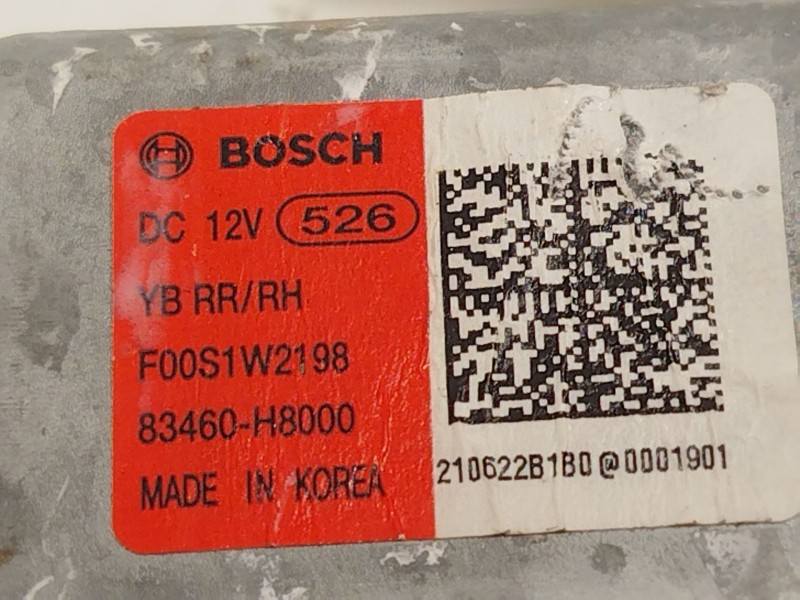 BOSCH
DC 12V 526
YB RR/RH
F00S1W2198
83460-H8000
MADE IN KOREA
210622B1B0@0001901